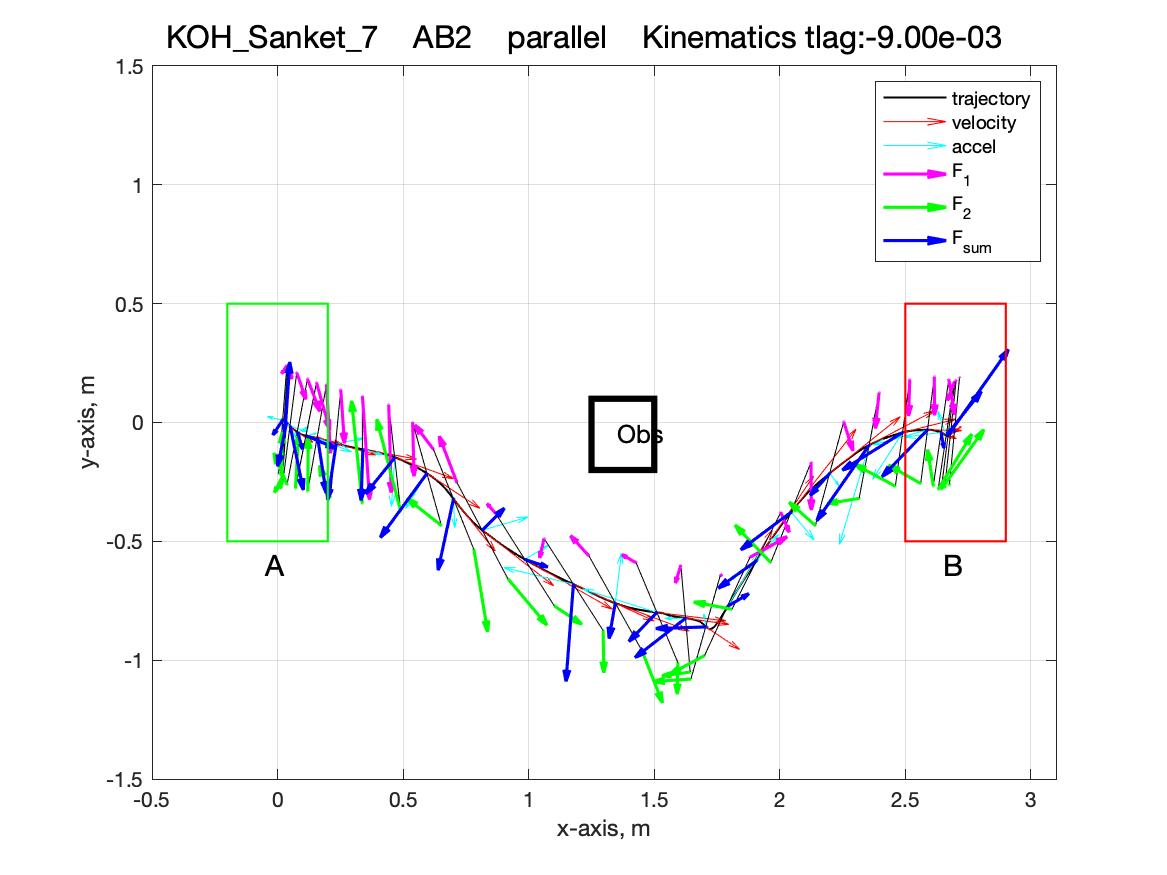 KOH_Sanket_7 AB2 parallel Kinematics tlag:-9.00e-03
1.5
1
0.5
0
-0.5
-1
-1.5
y-axis, m
trajectory
velocity
accel
F1
F2
Fsum
Obs
A
B
-0.5 0 0.5 1 1.5 2 2.5 3
x-axis, m